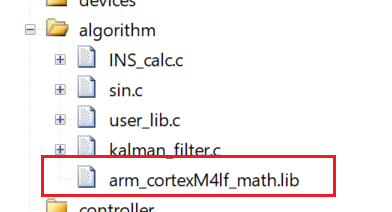 devices
algorithm
INS_calc.c
sin.c
user_lib.c
kalman_filter.c
arm_cortexM4lf_math.lib
controller